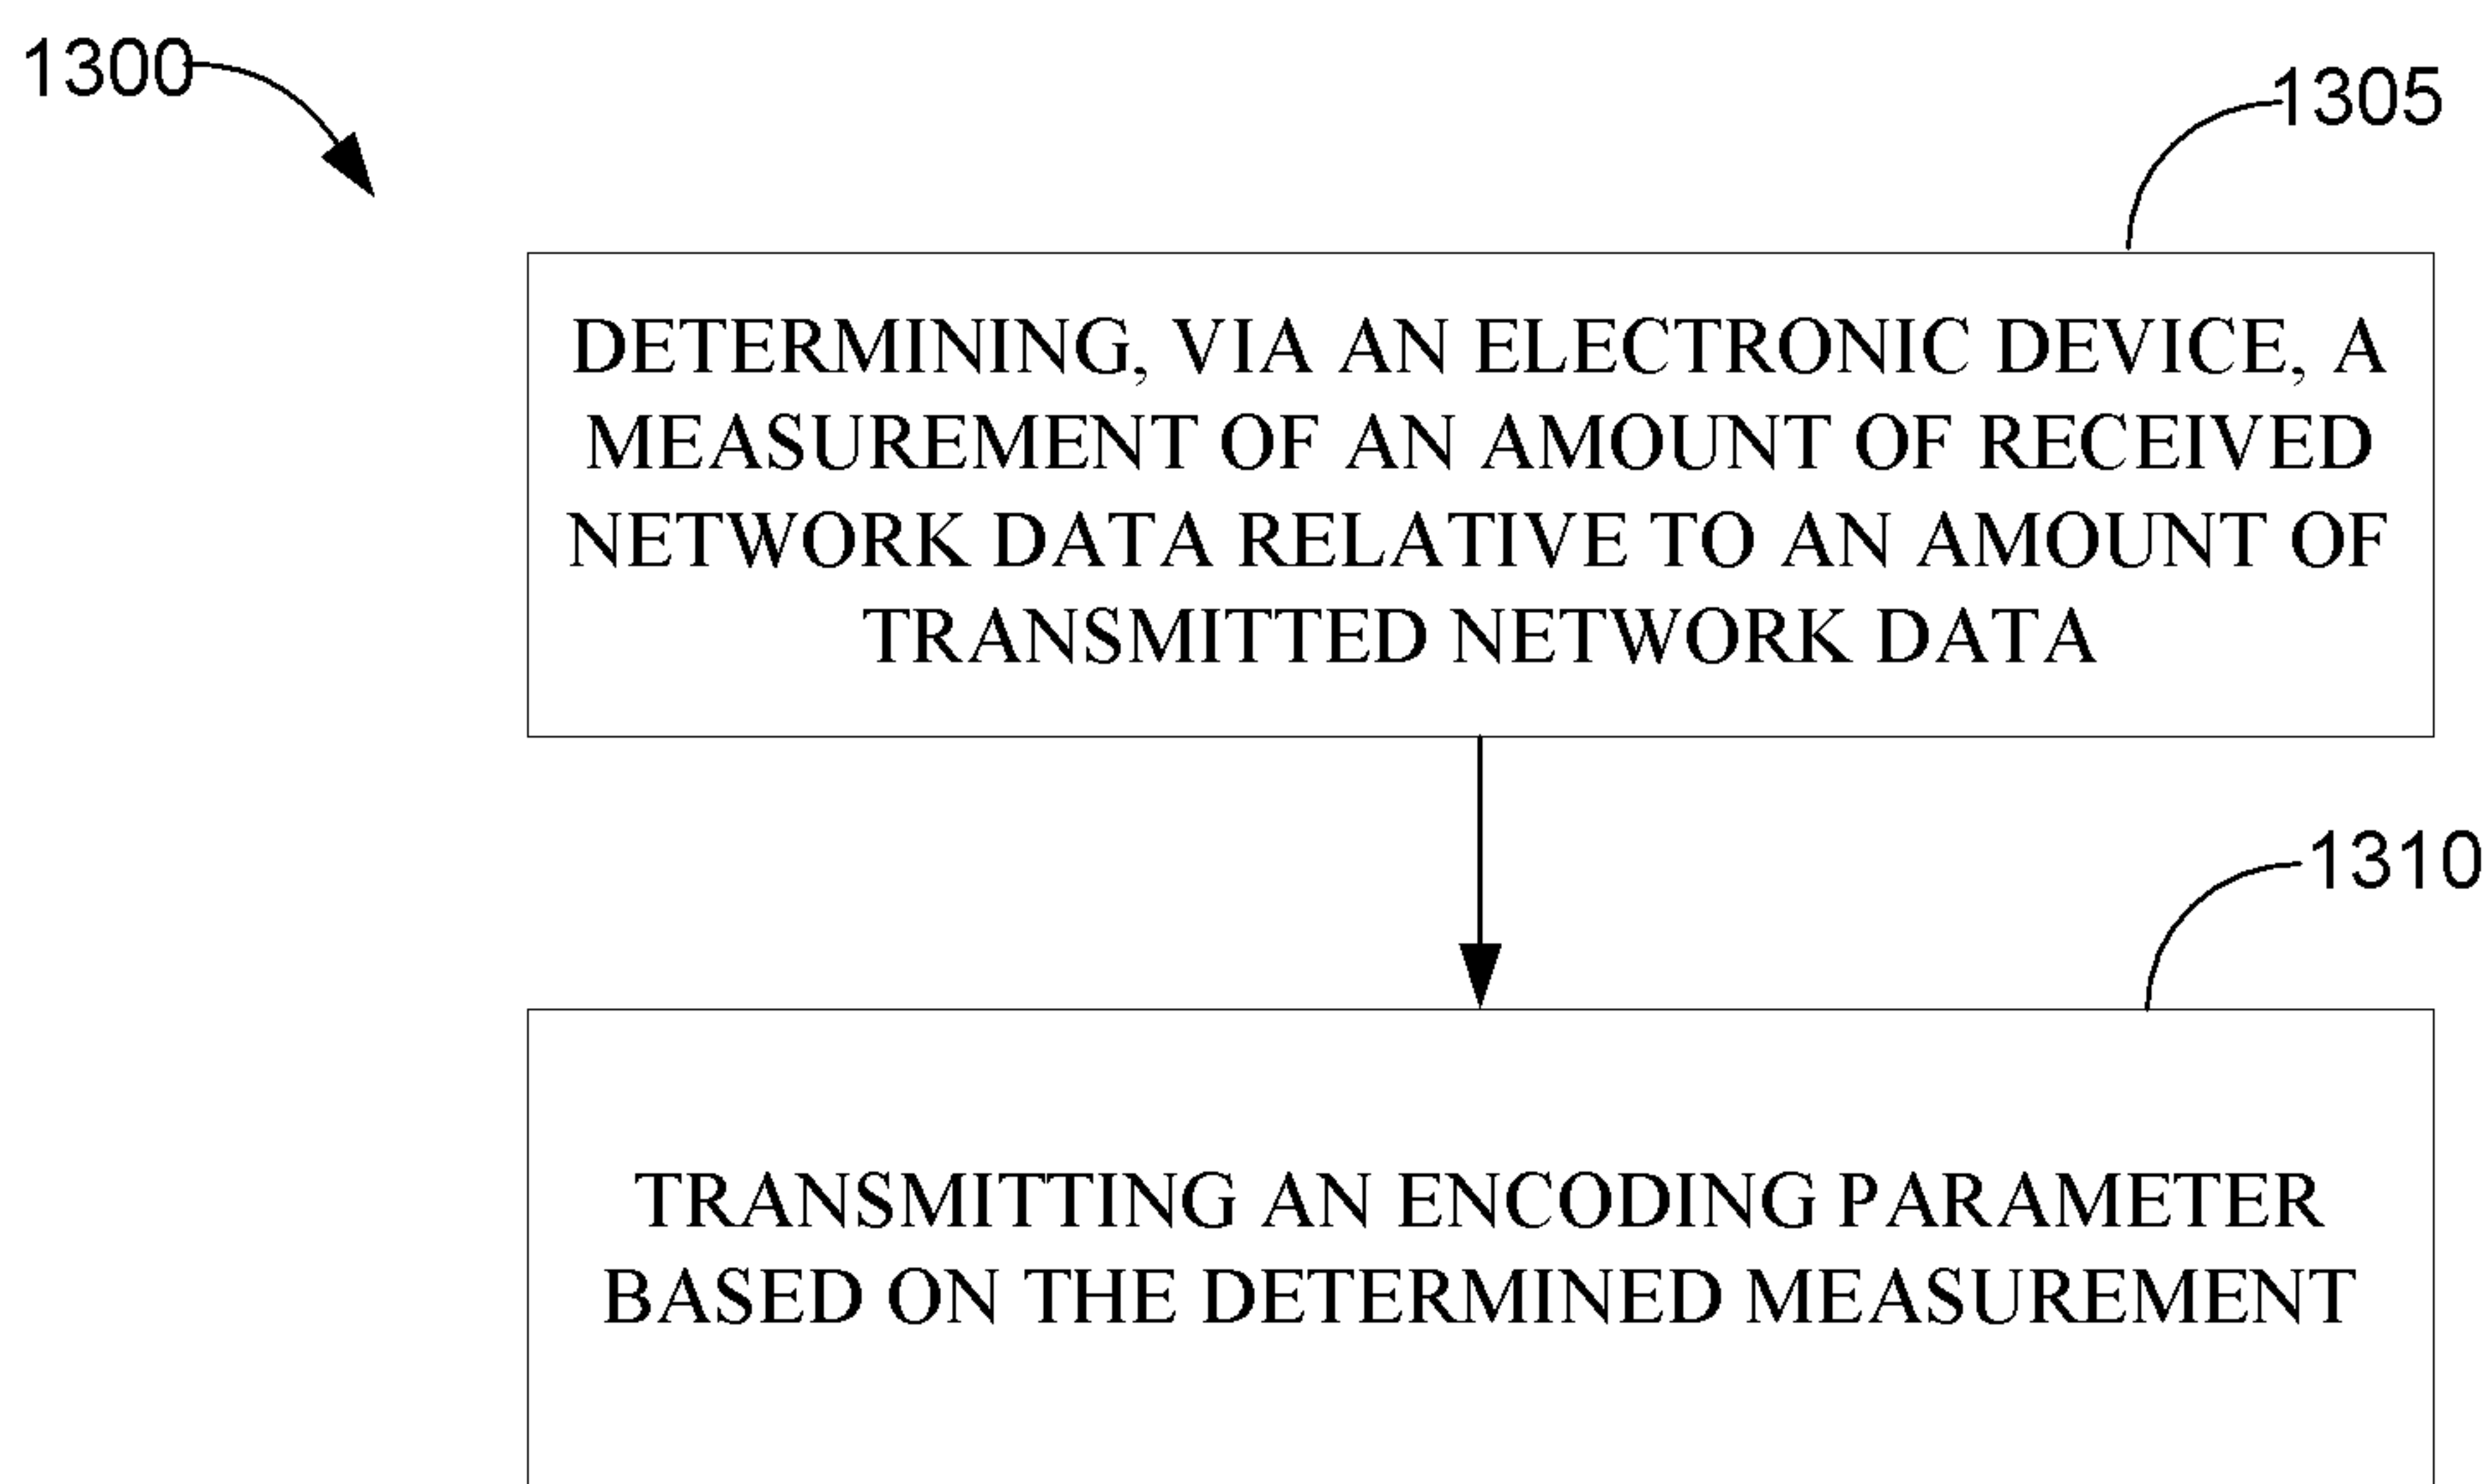 1300
1305
DETERMINING, VIA AN ELECTRONIC DEVICE, A
MEASUREMENT OF AN AMOUNT OF RECEIVED
NETWORK DATA RELATIVE TO AN AMOUNT OF
TRANSMITTED NETWORK DATA
1310
TRANSMITTING AN ENCODING PARAMETER
BASED ON THE DETERMINED MEASUREMENT